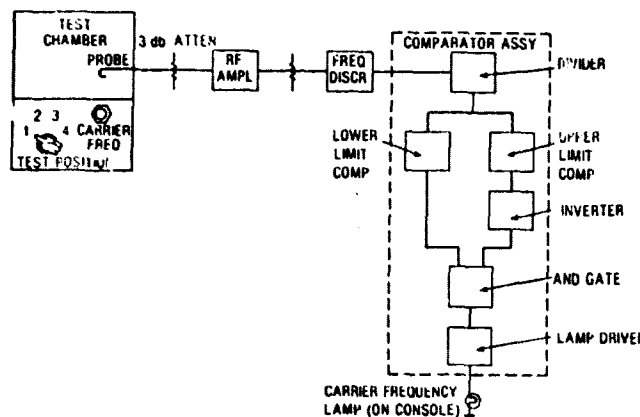 TEST
CHAMBER
PROBE
3 db ATTEN
RF
AMPL
FREQ
DISCR
COMPARATOR ASSY
DIVIDER
2 3
1 4
CARRIER
FREQ
TEST POSITION
LOWER
LIMIT
COMP
UPPER
LIMIT
COMP
INVERTER
AND GATE
LAMP DRIVER
CARRIER FREQUENCY
LAMP (ON CONSOLE)